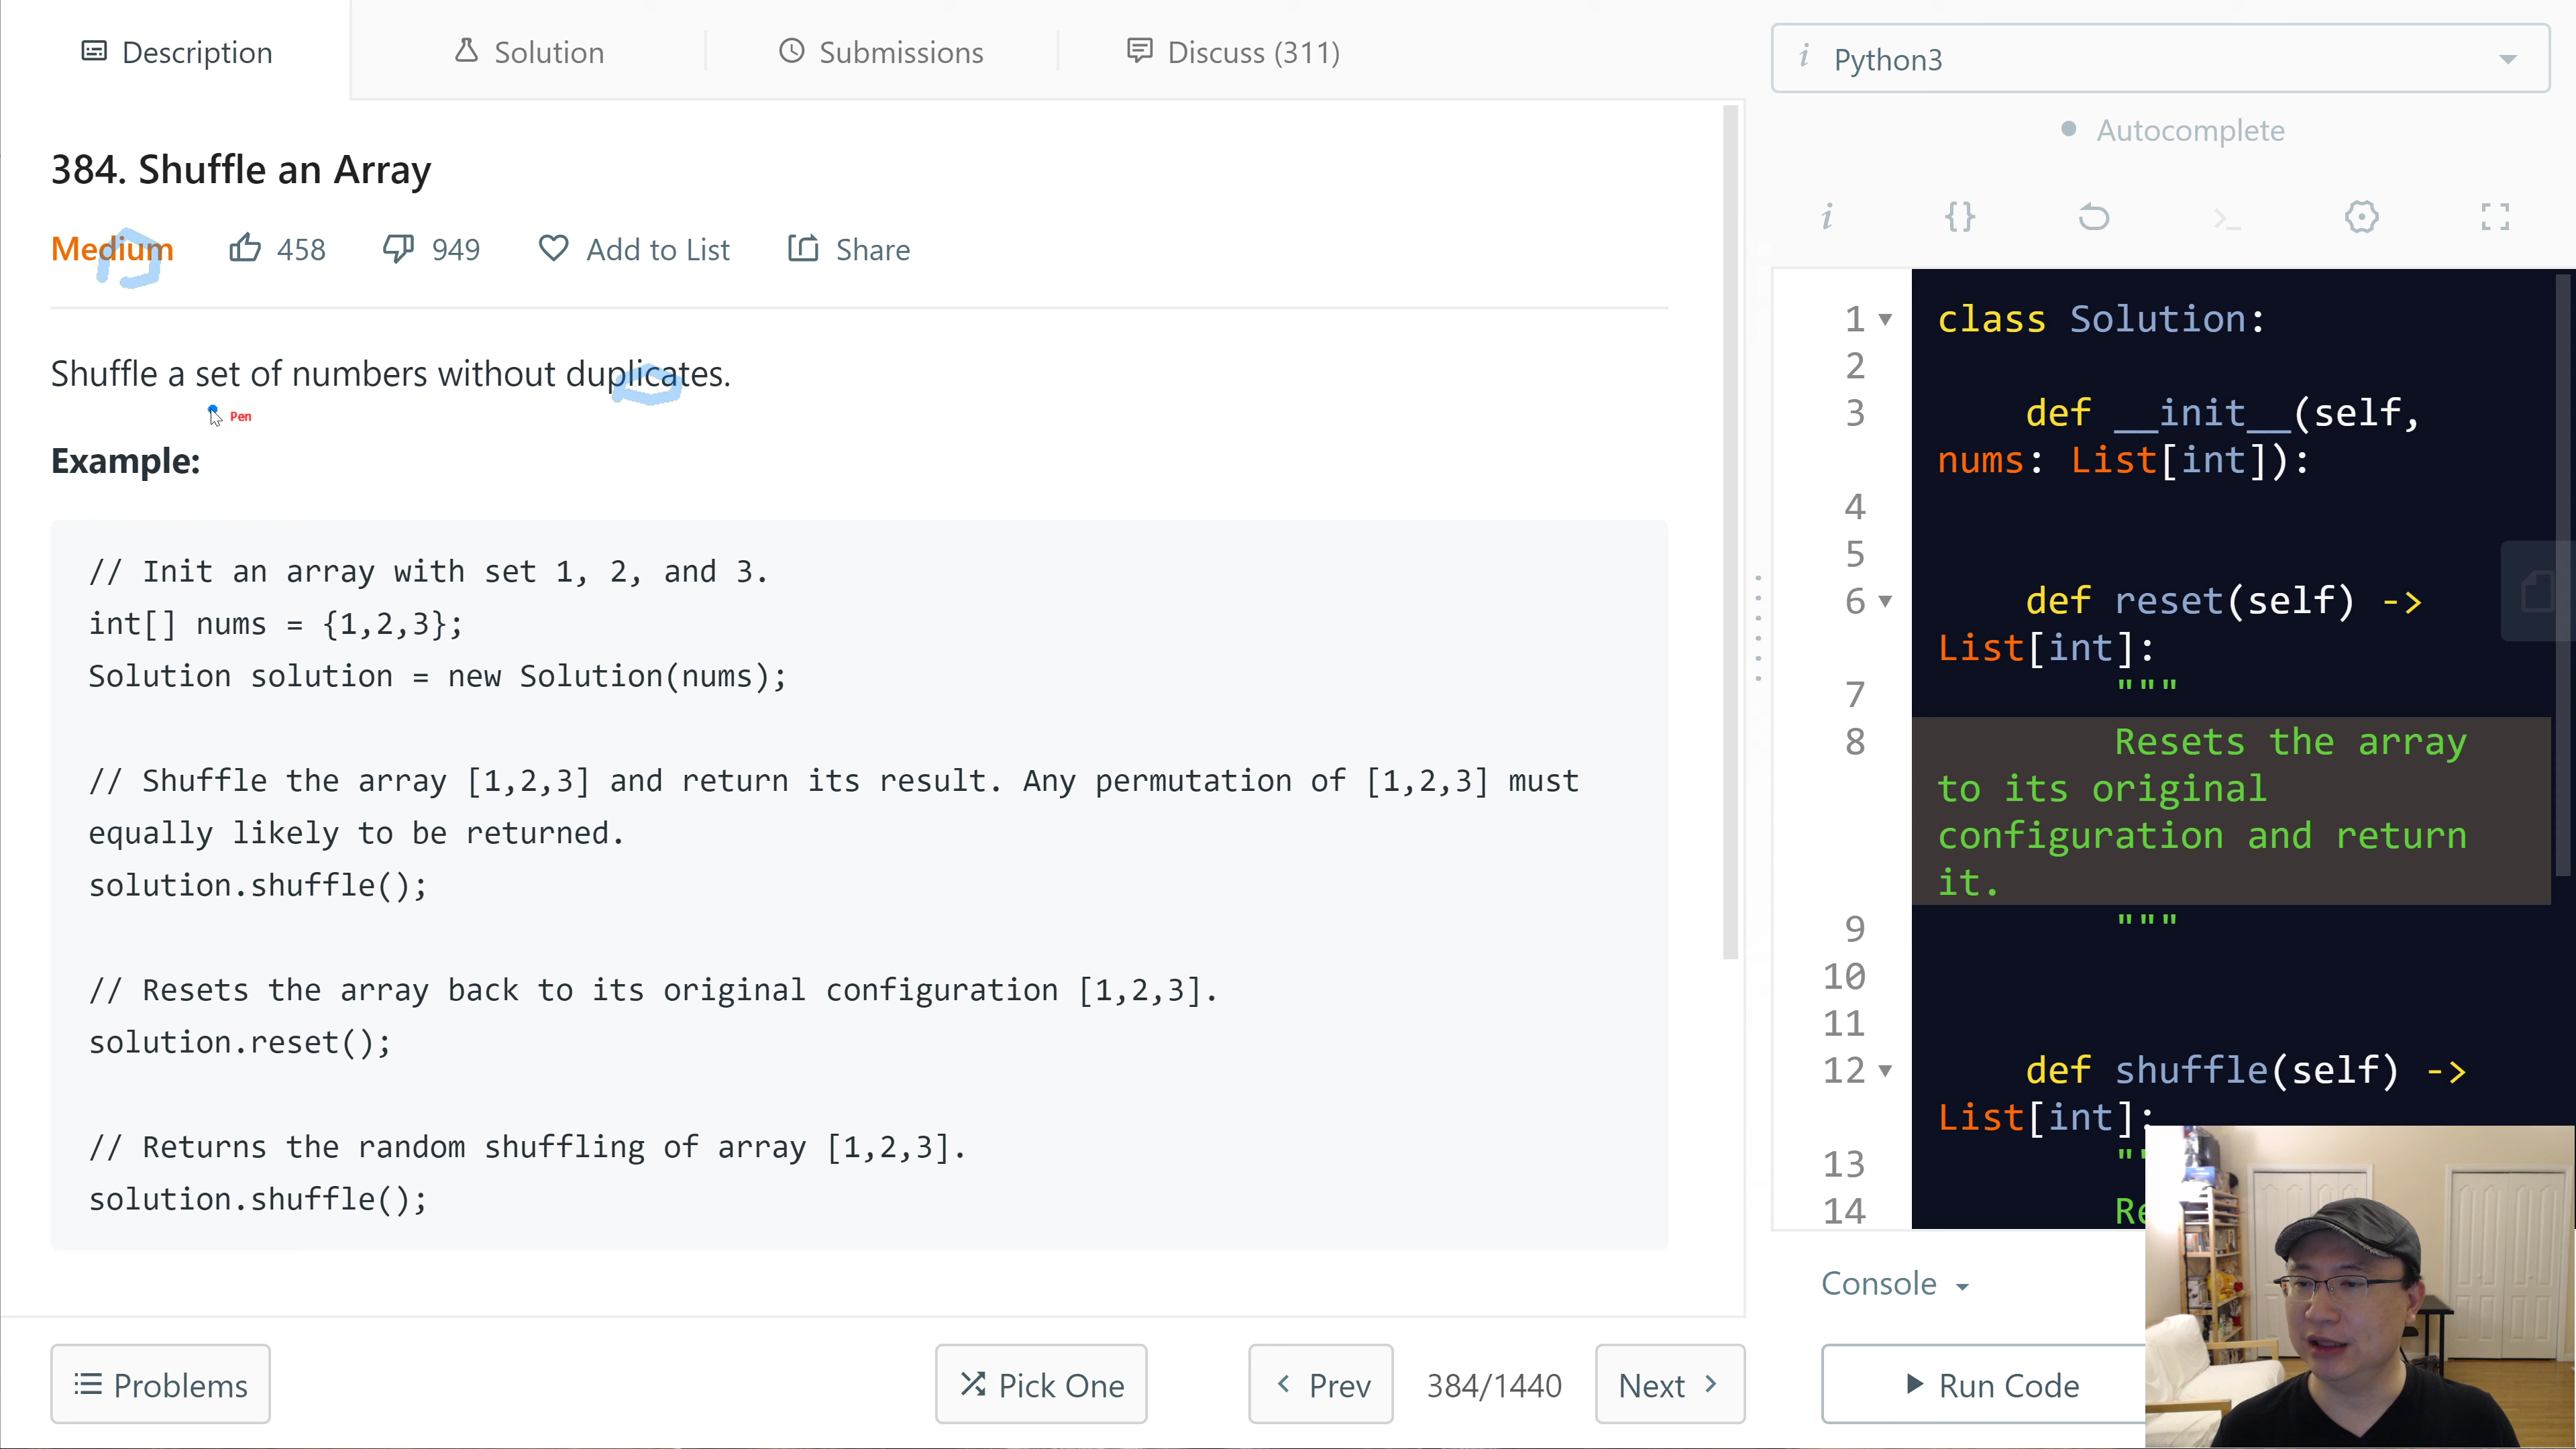 Description
Solution
Submissions
Discuss (311)
384. Shuffle an Array
Medium
458
949
Add to List
Share
Shuffle a set of numbers without duplicates.
Pen
Example:
// Init an array with set 1, 2, and 3.
int[] nums = {1,2,3};
Solution solution = new Solution(nums);
// Shuffle the array [1,2,3] and return its result. Any permutation of [1,2,3] must
equally likely to be returned.
solution.shuffle();
// Resets the array back to its original configuration [1,2,3].
solution.reset();
// Returns the random shuffling of array [1,2,3].
solution.shuffle();
Problems
Pick One
< Prev
384/1440
Next >
i Python3
Autocomplete
i {} >_
1 class Solution:
2
3 def __init__(self,
nums: List[int]):
4
5
6 def reset(self) ->
List[int]:
7 """
8 Resets the array
to its original
configuration and return
it.
9 """
10
11
12 def shuffle(self) ->
List[int]:
13 ""
14 Re
Console
Run Code